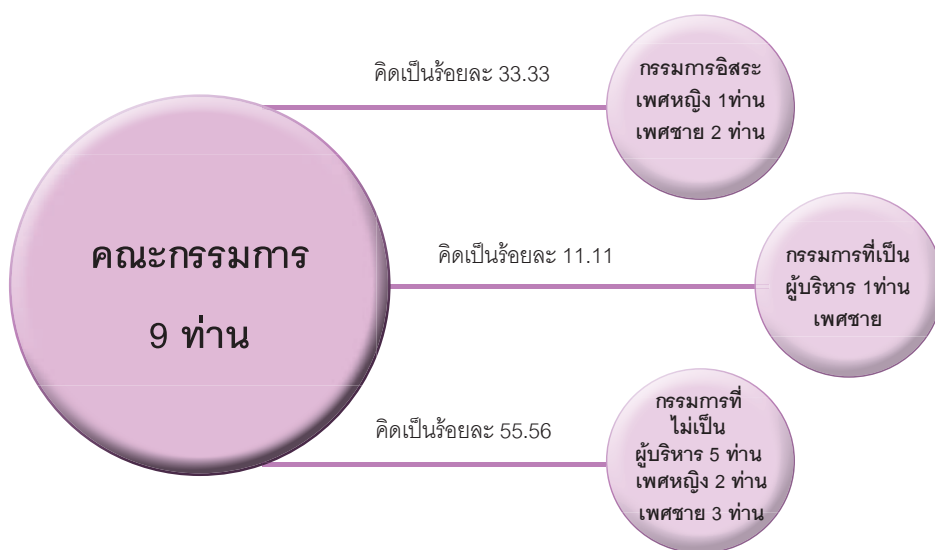 คณะกรรมการ
9 ท่าน
คิดเป็นร้อยละ 33.33
กรรมการอิสระ
เพศหญิง 1ท่าน
เพศชาย 2 ท่าน
คิดเป็นร้อยละ 11.11
กรรมการที่เป็น
ผู้บริหาร 1ท่าน
เพศชาย
คิดเป็นร้อยละ 55.56
กรรมการที่
ไม่เป็น
ผู้บริหาร 5 ท่าน
เพศหญิง 2 ท่าน
เพศชาย 3 ท่าน